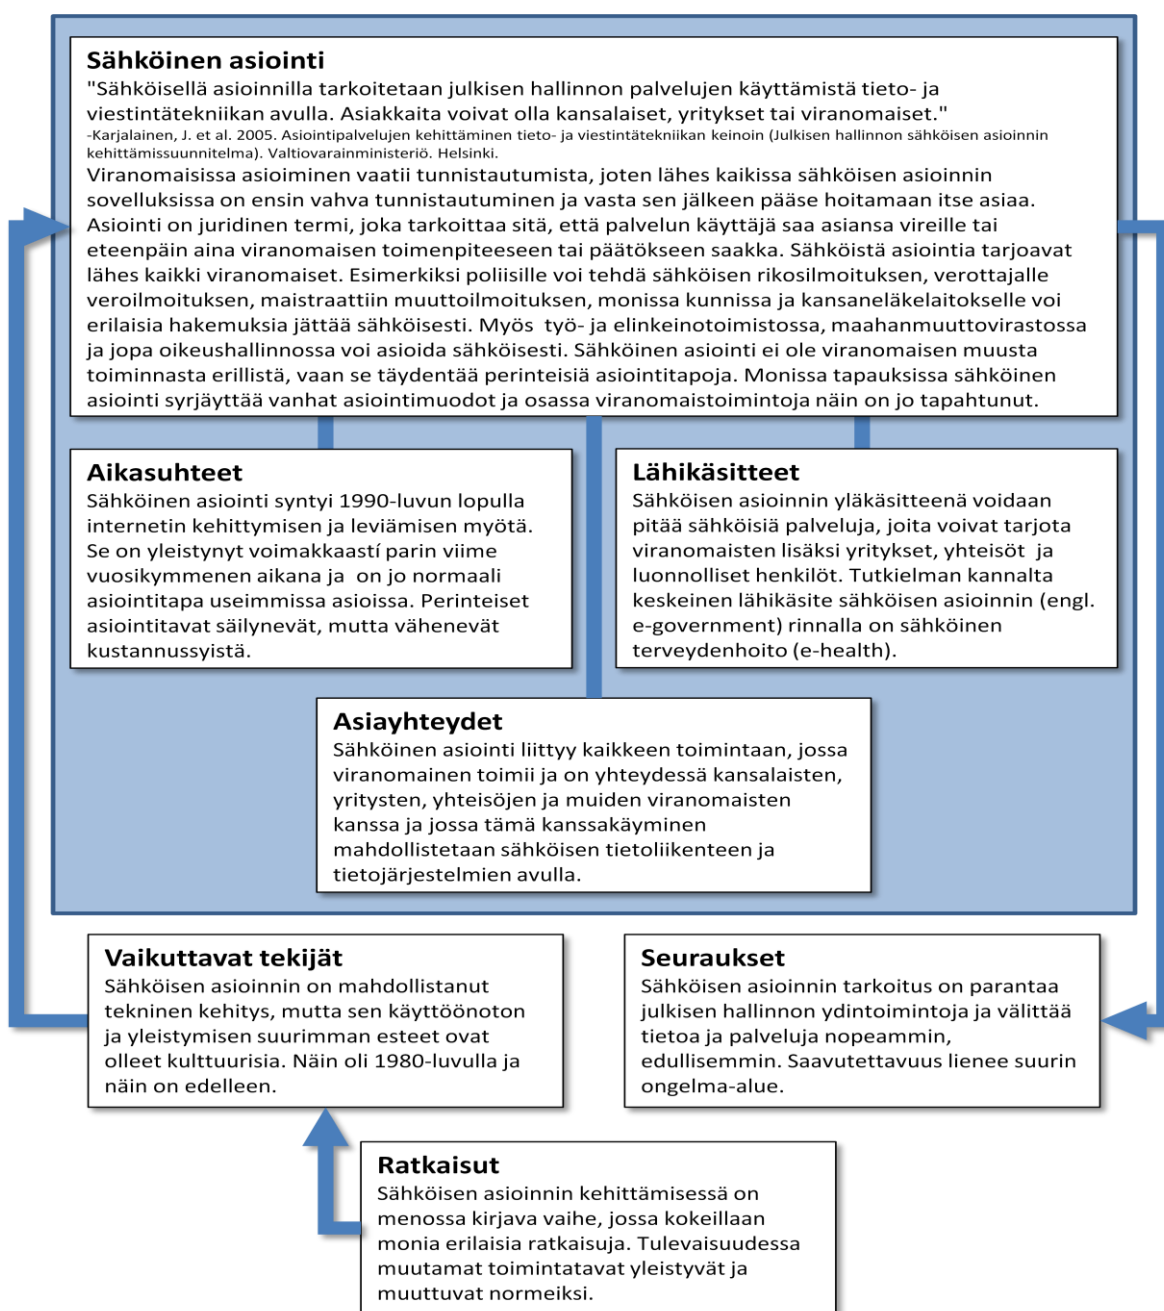 Sähköinen asiointi
"Sähköisellä asioinnilla tarkoitetaan julkisen hallinnon palvelujen käyttämistä tieto- ja
viestintätekniikan avulla. Asiakkaita voivat olla kansalaiset, yritykset tai viranomaiset."
-Karjalainen, J. et al. 2005. Asiointipalvelujen kehittäminen tieto- ja viestintätekniikan keinoin (Julkisen hallinnon sähköisen asioinnin
kehittämissuunnitelma). Valtiovarainministeriö. Helsinki.
Viranomaisissa asioiminen vaatii tunnistautumista, joten lähes kaikissa sähköisen asioinnin
sovelluksissa on ensin vahva tunnistautuminen ja vasta sen jälkeen pääse hoitamaan itse asiaa.
Asiointi on juridinen termi, joka tarkoittaa sitä, että palvelun käyttäjä saa asiansa vireille tai
eteenpäin aina viranomaisen toimenpiteeseen tai päätökseen saakka. Sähköistä asiointia tarjoavat
lähes kaikki viranomaiset. Esimerkiksi poliisille voi tehdä sähköisen rikosilmoituksen, verottajalle
veroilmoituksen, maistraattiin muuttoilmoituksen, monissa kunnissa ja kansaneläkelaitokselle voi
erilaisia hakemuksia jättää sähköisesti. Myös  työ- ja elinkeinotoimistossa, maahanmuuttovirastossa
ja jopa oikeushallinnossa voi asioida sähköisesti. Sähköinen asiointi ei ole viranomaisen muusta
toiminnasta erillistä, vaan se täydentää perinteisiä asiointitapoja. Monissa tapauksissa sähköinen
asiointi syrjäyttää vanhat asiointimuodot ja osassa viranomaistoimintoja näin on jo tapahtunut.
Aikasuhteet
Sähköinen asiointi syntyi 1990-luvun lopulla
internetin kehittymisen ja leviämisen myötä.
Se on yleistynyt voimakkaastí parin viime
vuosikymmenen aikana ja  on jo normaali
asiointitapa useimmissa asioissa. Perinteiset
asiointitavat säilynevät, mutta vähenevät
kustannussyistä.
Lähikäsitteet
Sähköisen asioinnin yläkäsitteenä voidaan
pitää sähköisiä palveluja, joita voivat tarjota
viranomaisten lisäksi yritykset, yhteisöt  ja
luonnolliset henkilöt. Tutkielman kannalta
keskeinen lähikäsite sähköisen asioinnin (engl.
e-government) rinnalla on sähköinen
terveydenhoito (e-health).
Asiayhteydet
Sähköinen asiointi liittyy kaikkeen toimintaan, jossa
viranomainen toimii ja on yhteydessä kansalaisten,
yritysten, yhteisöjen ja muiden viranomaisten
kanssa ja jossa tämä kanssakäyminen
mahdollistetaan sähköisen tietoliikenteen ja
tietojärjestelmien avulla.
Vaikuttavat tekijät
Sähköisen asioinnin on mahdollistanut
tekninen kehitys, mutta sen käyttöönoton
ja yleistymisen suurimman esteet ovat
olleet kulttuurisia. Näin oli 1980-luvulla ja
näin on edelleen.
Seuraukset
Sähköisen asioinnin tarkoitus on parantaa
julkisen hallinnon ydintoimintoja ja välittää
tietoa ja palveluja nopeammin,
edullisemmin. Saavutettavuus lienee suurin
ongelma-alue.
Ratkaisut
Sähköisen asioinnin kehittämisessä on
menossa kirjava vaihe, jossa kokeillaan
monia erilaisia ratkaisuja. Tulevaisuudessa
muutamat toimintatavat yleistyvät ja
muuttuvat normeiksi.